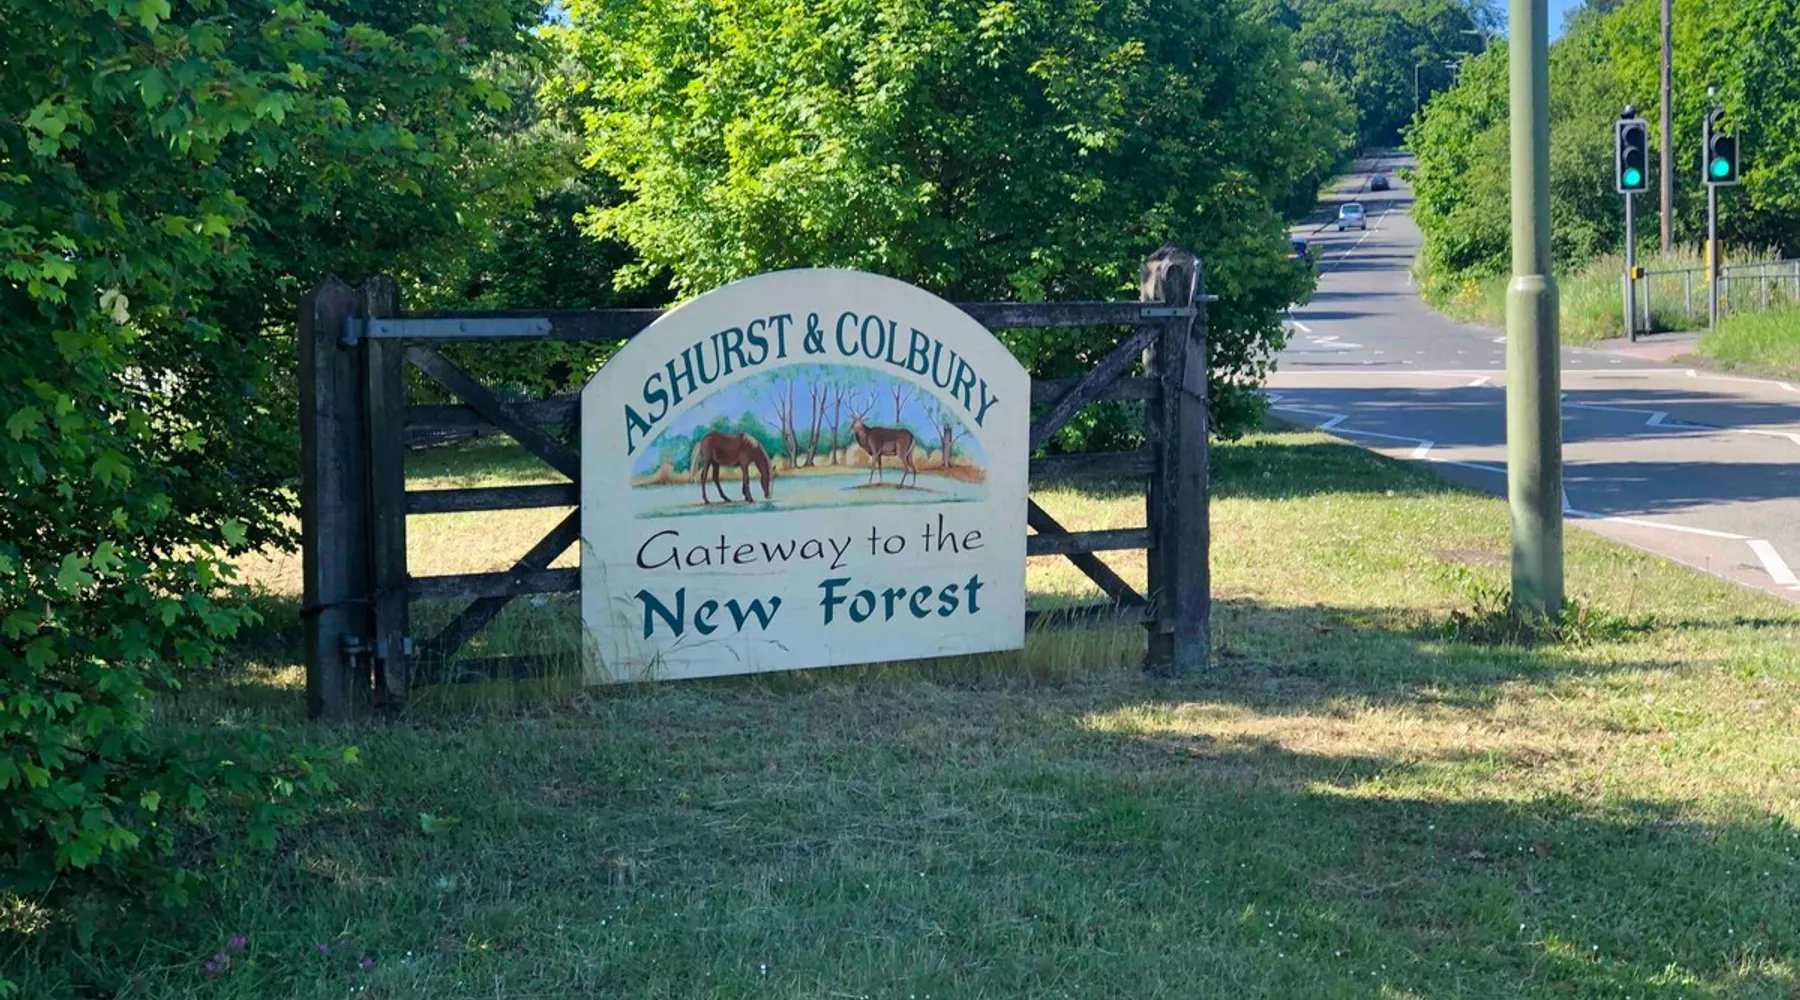 ASHURST & COLBURY
Gateway to the
New Forest